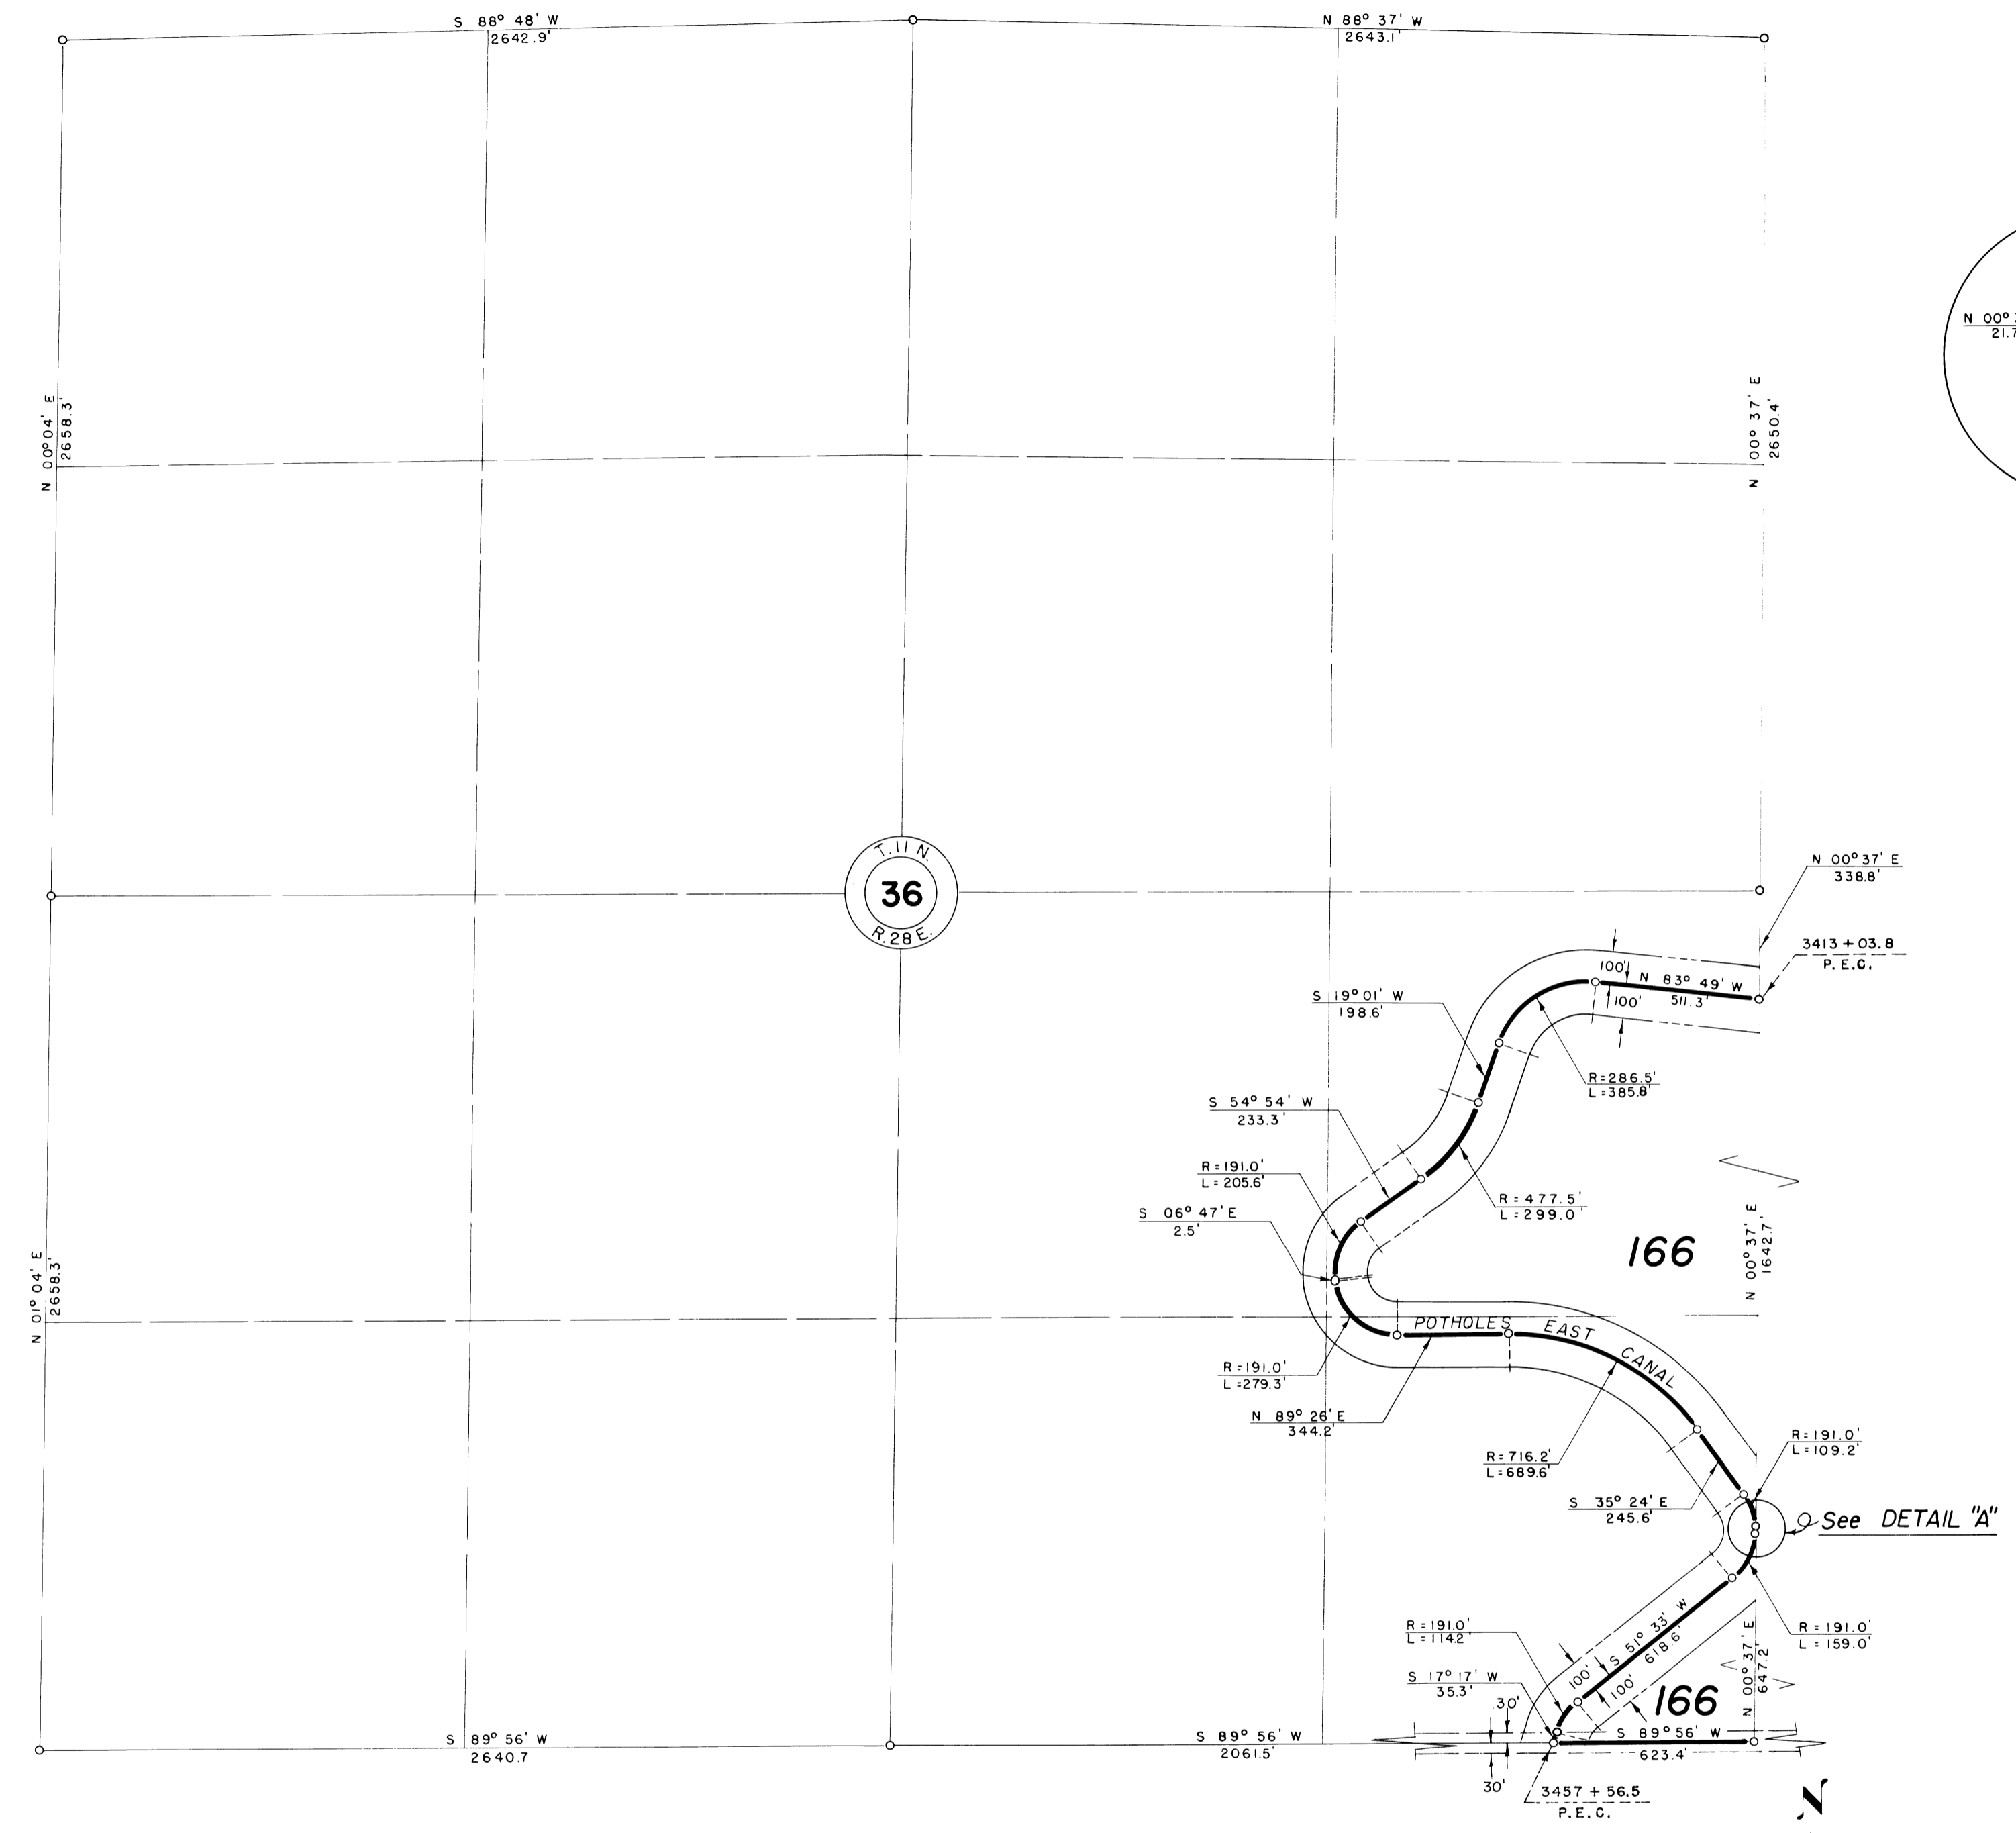 S 88° 48' W
2642.9'
N 88° 37' W
2643.1'
N 00°
21.7
N 00° 04' E
2658.3'
N 00° 37' E
2650.4'
T. 11 N.
36
R. 28 E.
N 00° 37' E
338.8'
3413 + 03.8
P. E. C.
100'
N 83° 49' W
100'
511.3'
S 19° 01' W
198.6'
R = 286.5'
L = 385.8'
S 54° 54' W
233.3'
R = 191.0'
L = 205.6'
R = 477.5'
L = 299.0'
S 06° 47' E
2.5'
166
N 00° 37' E
1642.7'
N 01° 04' E
2658.3'
POTHOLES EAST CANAL
R = 191.0'
L = 279.3'
N 89° 26' E
344.2'
R = 716.2'
L = 689.6'
R = 191.0'
L = 109.2'
S 35° 24' E
245.6'
See DETAIL "A"
R = 191.0'
L = 114.2'
S 51° 33' W
618.6'
100'
100'
R = 191.0'
L = 159.0'
S 17° 17' W
35.3'
N 00° 37' E
647.2'
166
30'
S 89° 56' W
2640.7
S 89° 56' W
2061.5'
S 89° 56' W
623.4'
30'
3457 + 56.5
P. E. C.
N